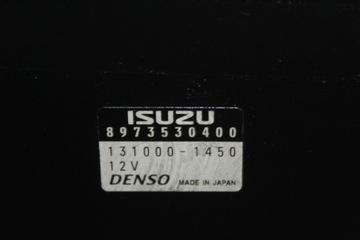 ISUZU
8973530400
131000-1450
12V
DENSO MADE IN JAPAN